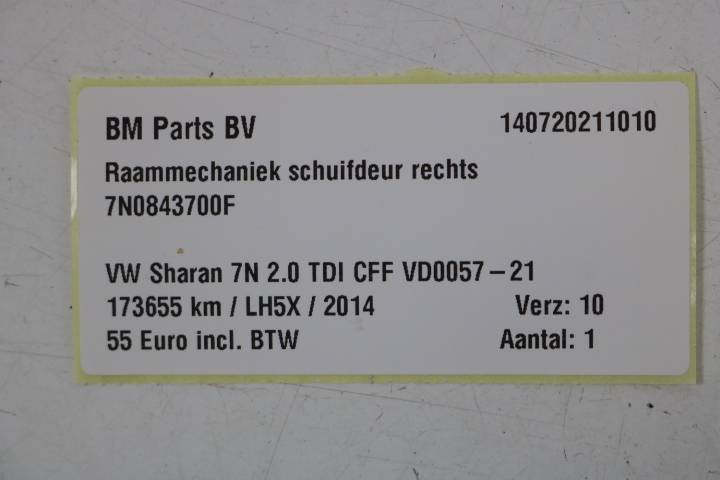 BM Parts BV 140720211010
Raammechaniek schuifdeur rechts
7N0843700F
VW Sharan 7N 2.0 TDI CFF VD0057-21
173655 km / LH5X / 2014 Verz: 10
55 Euro incl. BTW Aantal: 1